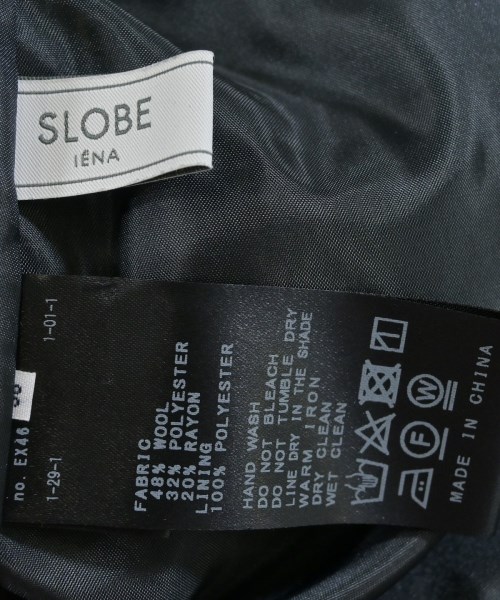 SLOBE
IÉNA
FABRIC
48% WOOL
32% POLYESTER
20% RAYON
LINING
100% POLYESTER
HAND WASH
DO NOT BLEACH
DO NOT TUMBLE DRY
LINE DRY IN THE SHADE
WARM IRON
DRY CLEAN
WET CLEAN
F W
MADE IN CHINA
no. EX46
1-29-1
1-01-1